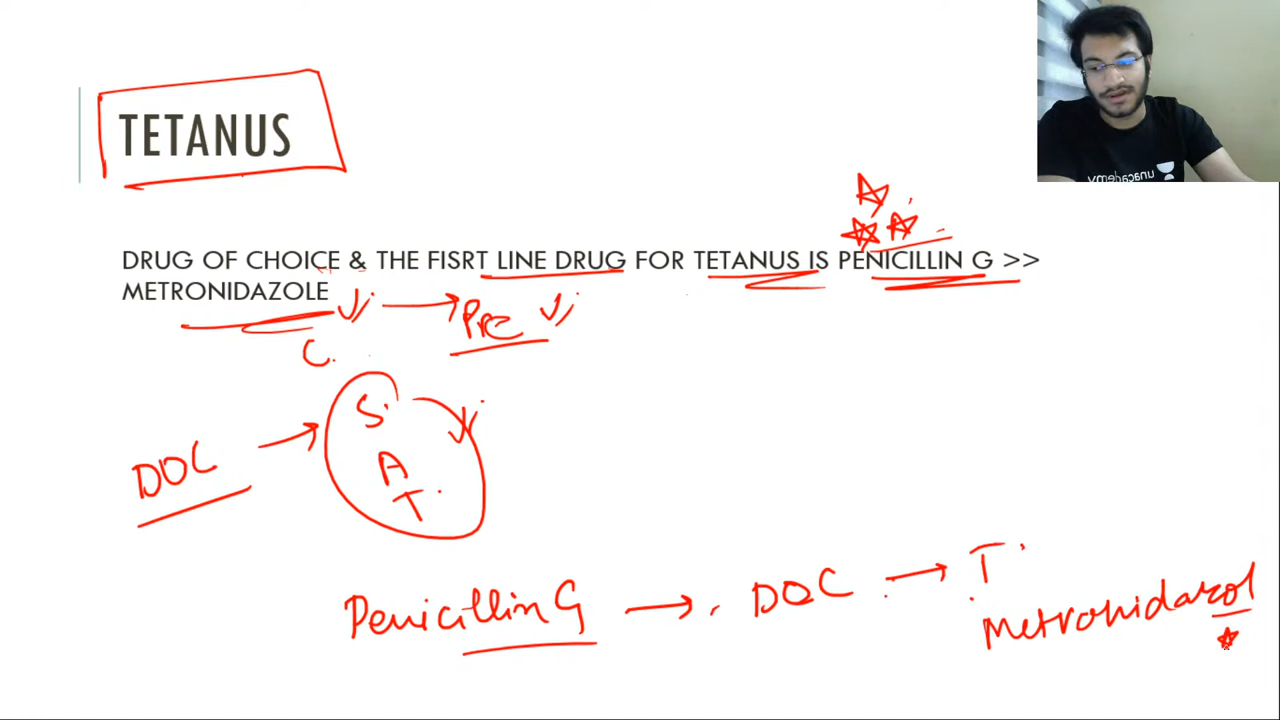 TETANUS
DRUG OF CHOICE & THE FISRT LINE DRUG FOR TETANUS IS PENICILLIN G >>
METRONIDAZOLE
Pre
C.
DOC → S.
A
T.
Penicillin G → DOC → T
Metronidazol
unacademy